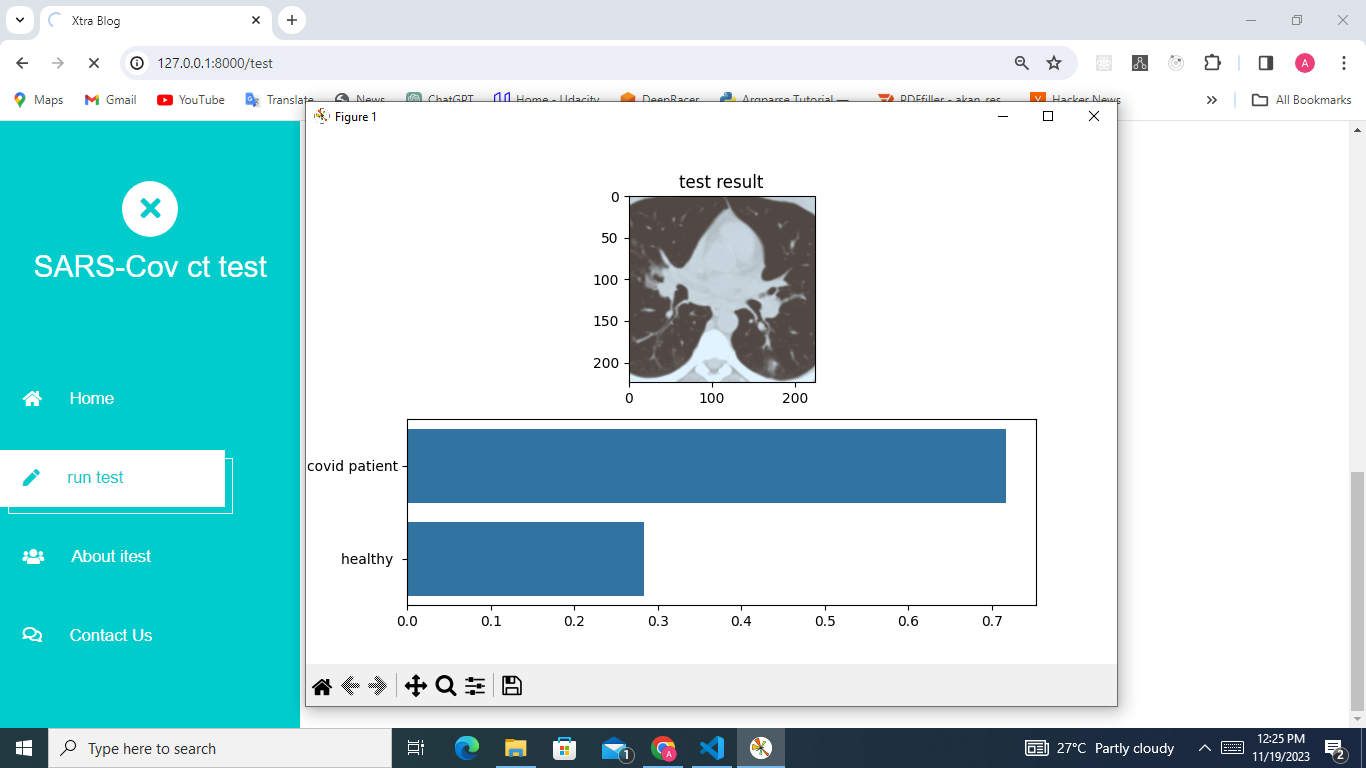 Xtra Blog
127.0.0.1:8000/test
Maps
Gmail
YouTube
Translate
News
ChatGPT
Home - Udacity
DeepRacer
Argparse Tutorial —
PDFfiller - akan_res
Hacker News
All Bookmarks
SARS-Cov ct test
Home
run test
About itest
Contact Us
Figure 1
test result
0
50
100
150
200
0 100 200
covid patient
healthy
0.0 0.1 0.2 0.3 0.4 0.5 0.6 0.7
Type here to search
1
A
27°C Partly cloudy
12:25 PM
11/19/2023
2